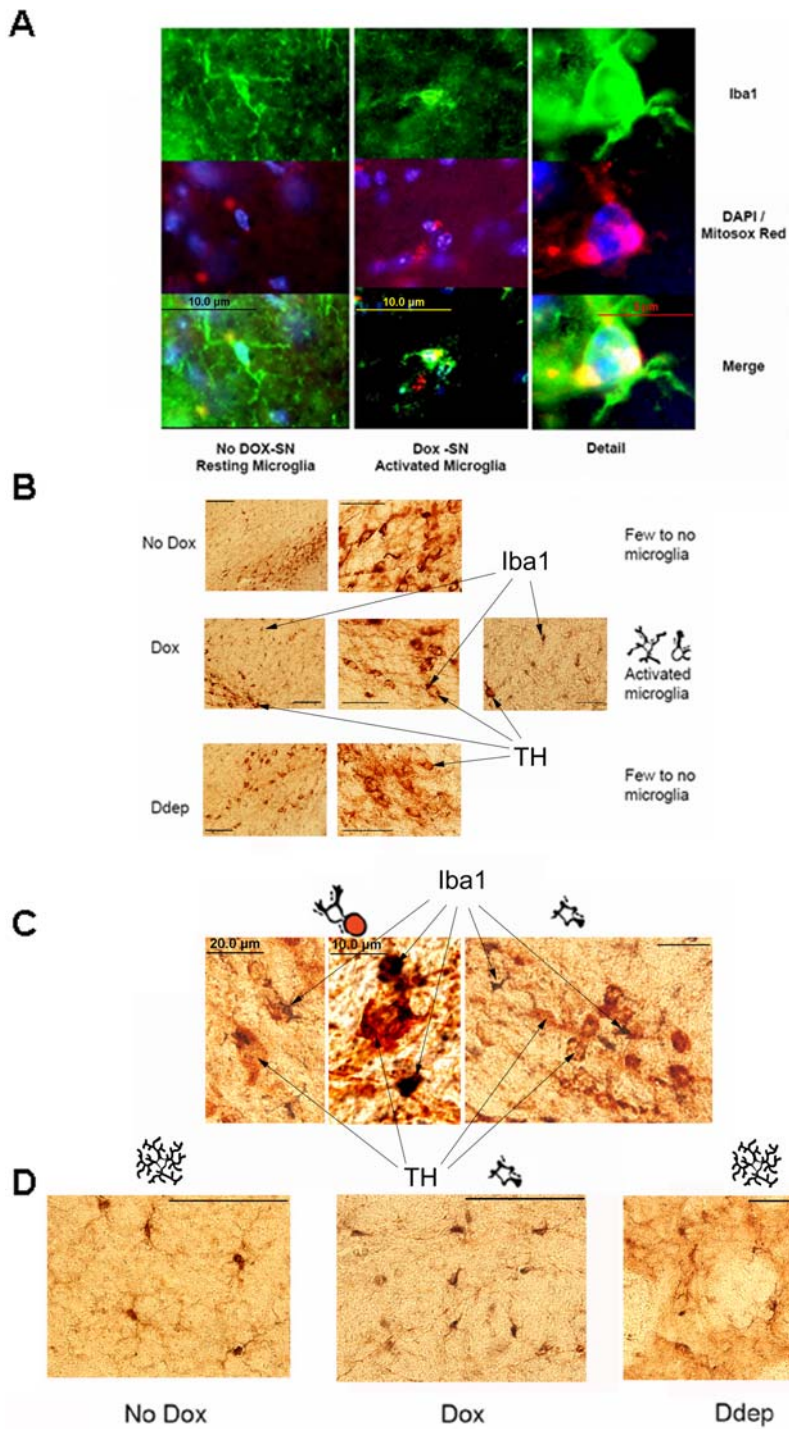 A
Iba1
DAPI /
Mitosox Red
10.0 µm
10.0 µm
5 µm
Merge
No DOX-SN
Resting Microglia
Dox -SN
Activated Microglia
Detail
B
No Dox
Few to no
microglia
Iba1
Dox
Activated
microglia
TH
Ddep
Few to no
microglia
Iba1
C
20.0 µm
10.0 µm
TH
D
No Dox
Dox
Ddep